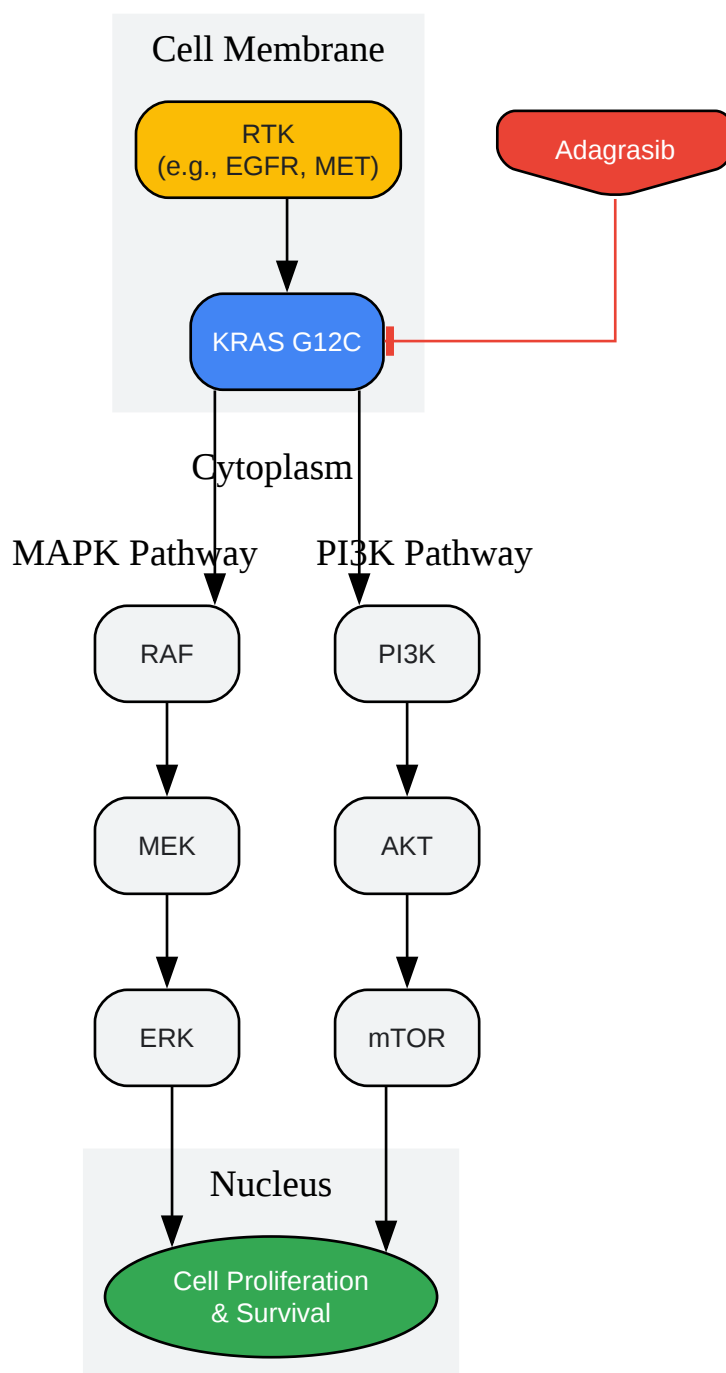 Cell Membrane
RTK
(e.g., EGFR, MET)
Adagrasib
KRAS G12C
Cytoplasm
MAPK Pathway
PI3K Pathway
RAF
PI3K
MEK
AKT
ERK
mTOR
Nucleus
Cell Proliferation
& Survival